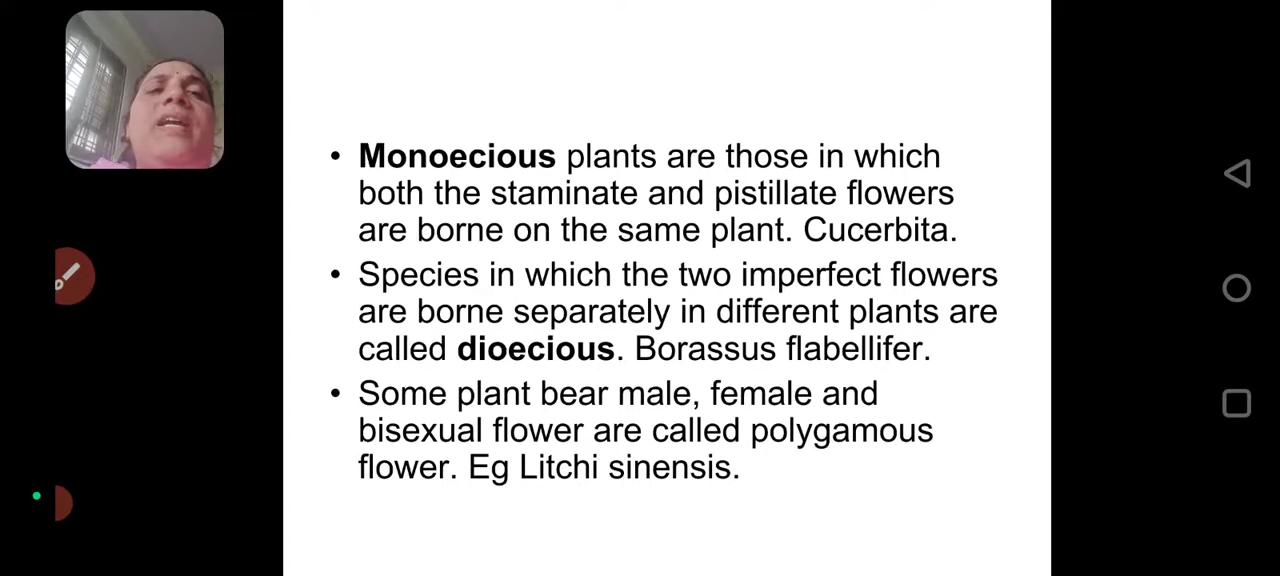 • Monoecious plants are those in which
both the staminate and pistillate flowers
are borne on the same plant. Cucerbita.
• Species in which the two imperfect flowers
are borne separately in different plants are
called dioecious. Borassus flabellifer.
• Some plant bear male, female and
bisexual flower are called polygamous
flower. Eg Litchi sinensis.